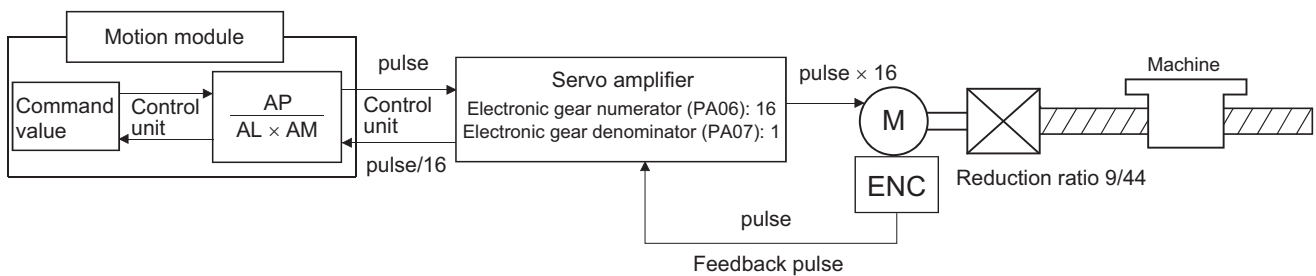 Motion module
Command
value
Control
unit
AP
AL × AM
pulse
Control
unit
pulse/16
Servo amplifier
Electronic gear numerator (PA06): 16
Electronic gear denominator (PA07): 1
pulse × 16
M
ENC
Machine
Reduction ratio 9/44
pulse
Feedback pulse